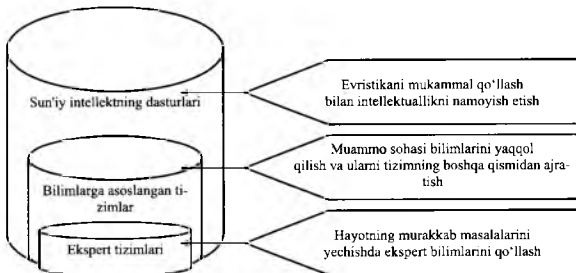 Sun'iy intellektning dasturlari
Evristikani mukammal qo‘llash
bilan intellektuallikni namoyish etish
Bilimlarga asoslangan ti-
zimlar
Muammo sohasi bilimlarini yaqqol
qilish va ularni tizimning boshqa qismidan ajra-
tish
Ekspert tizimlari
Hayotning murakkab masalalarini
yechishda ekspert bilimlarini qo‘llash